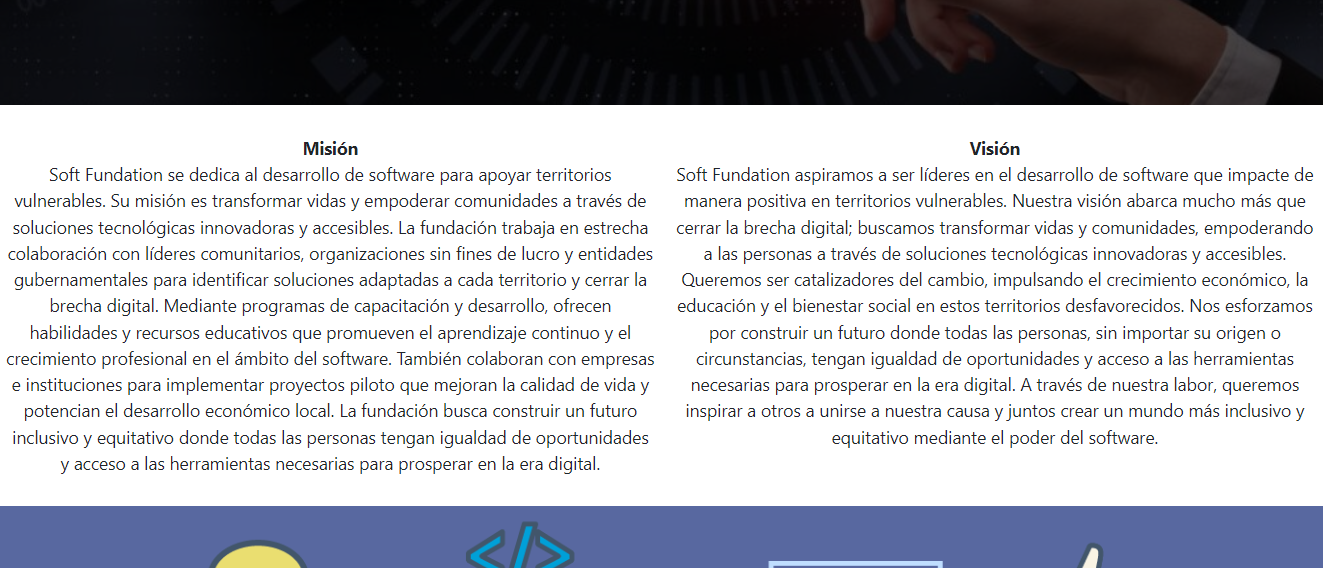 Misión
Soft Fundation se dedica al desarrollo de software para apoyar territorios
vulnerables. Su misión es transformar vidas y empoderar comunidades a través de
soluciones tecnológicas innovadoras y accesibles. La fundación trabaja en estrecha
colaboración con líderes comunitarios, organizaciones sin fines de lucro y entidades
gubernamentales para identificar soluciones adaptadas a cada territorio y cerrar la
brecha digital. Mediante programas de capacitación y desarrollo, ofrecen
habilidades y recursos educativos que promueven el aprendizaje continuo y el
crecimiento profesional en el ámbito del software. También colaboran con empresas
e instituciones para implementar proyectos piloto que mejoran la calidad de vida y
potencian el desarrollo económico local. La fundación busca construir un futuro
inclusivo y equitativo donde todas las personas tengan igualdad de oportunidades
y acceso a las herramientas necesarias para prosperar en la era digital.
Visión
Soft Fundation aspiramos a ser líderes en el desarrollo de software que impacte de
manera positiva en territorios vulnerables. Nuestra visión abarca mucho más que
cerrar la brecha digital; buscamos transformar vidas y comunidades, empoderando
a las personas a través de soluciones tecnológicas innovadoras y accesibles.
Queremos ser catalizadores del cambio, impulsando el crecimiento económico, la
educación y el bienestar social en estos territorios desfavorecidos. Nos esforzamos
por construir un futuro donde todas las personas, sin importar su origen o
circunstancias, tengan igualdad de oportunidades y acceso a las herramientas
necesarias para prosperar en la era digital. A través de nuestra labor, queremos
inspirar a otros a unirse a nuestra causa y juntos crear un mundo más inclusivo y
equitativo mediante el poder del software.